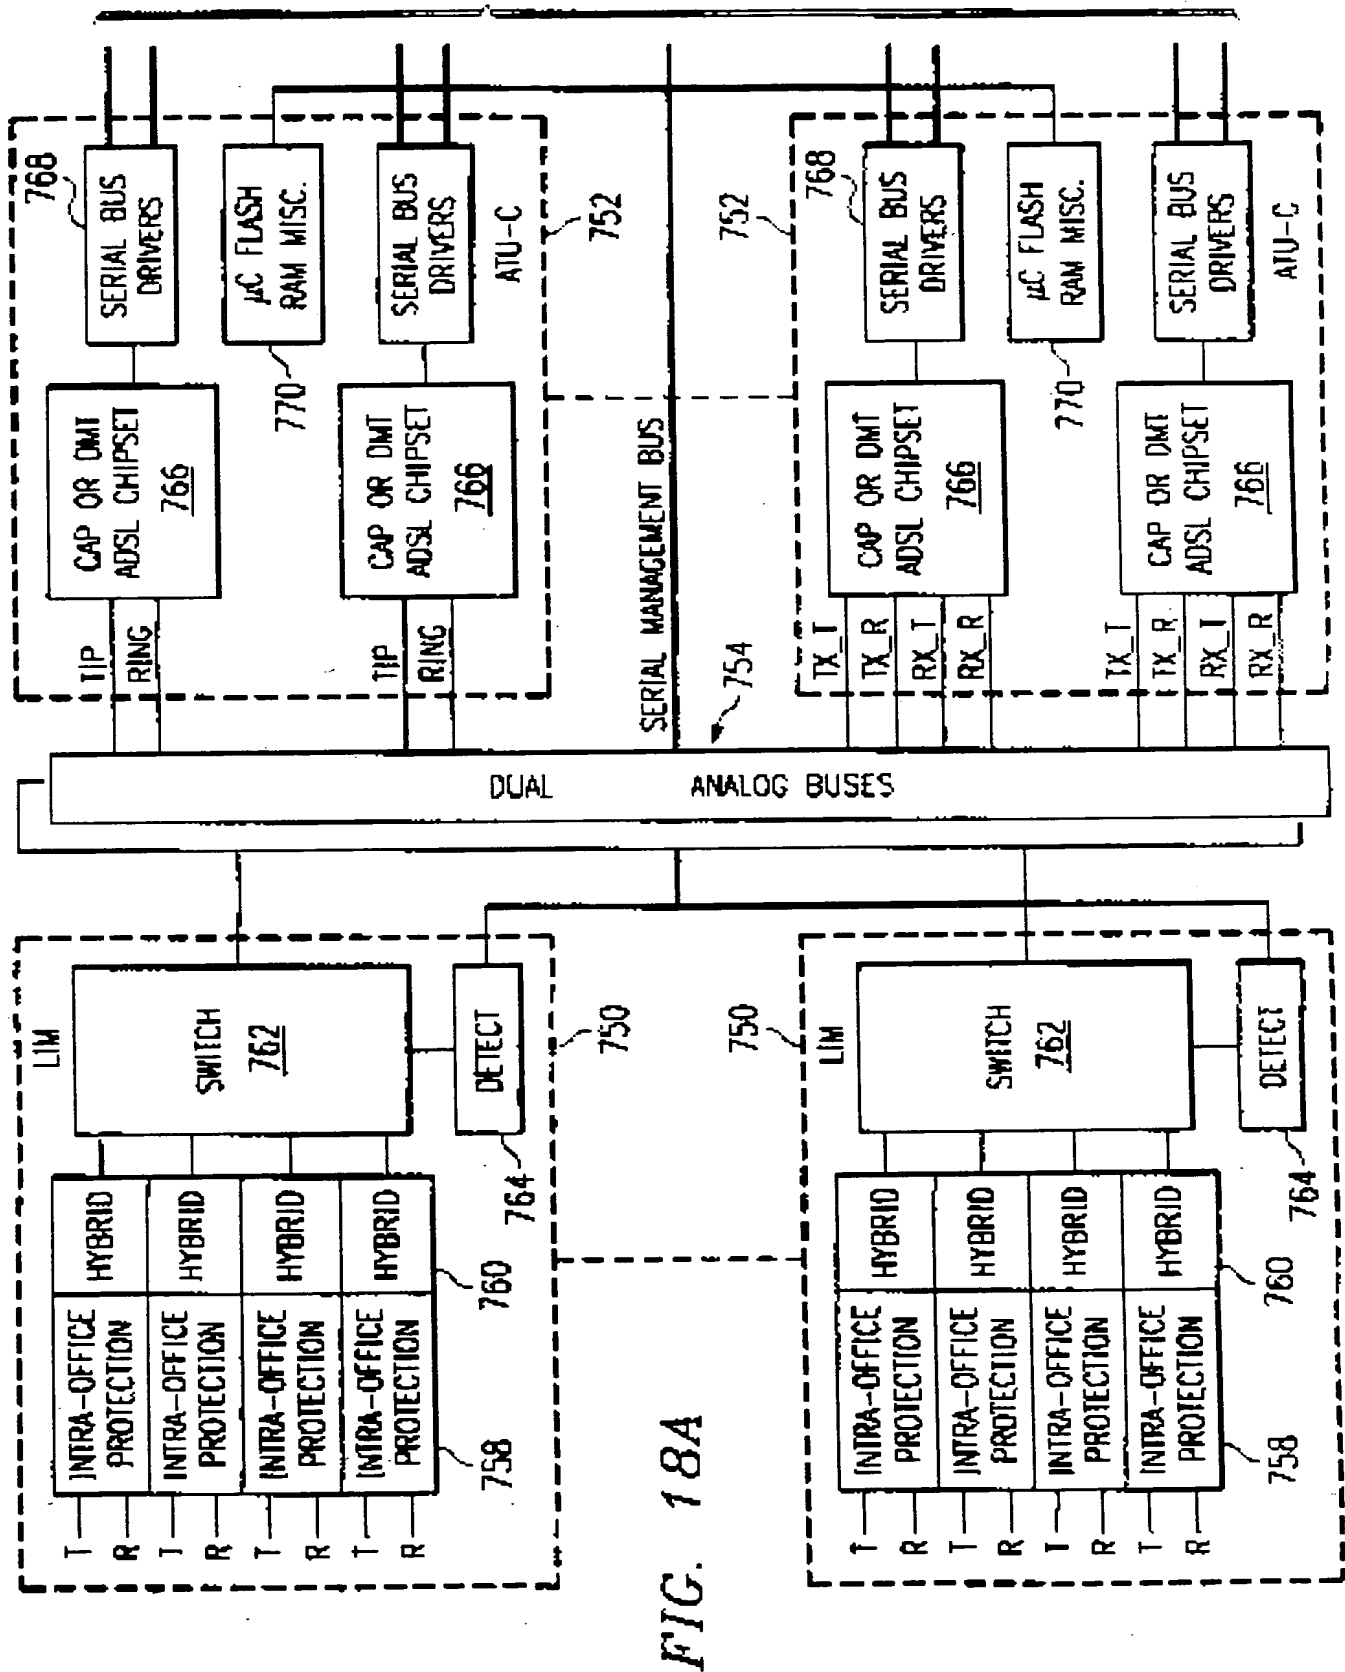 T
R
T
R
T
R
T
R
INTRA-OFFICE
PROTECTION
INTRA-OFFICE
PROTECTION
INTRA-OFFICE
PROTECTION
INTRA-OFFICE
PROTECTION
758
HYBRID
HYBRID
HYBRID
HYBRID
760
LIM
SWITCH
762
DETECT
764
750
T
R
T
R
T
R
T
R
INTRA-OFFICE
PROTECTION
INTRA-OFFICE
PROTECTION
INTRA-OFFICE
PROTECTION
INTRA-OFFICE
PROTECTION
758
HYBRID
HYBRID
HYBRID
HYBRID
760
750
LIM
SWITCH
762
DETECT
764
DUAL ANALOG BUSES
754
SERIAL MANAGEMENT BUS
TIP
RING
CAP OR DMT
ADSL CHIPSET
766
SERIAL BUS
DRIVERS
768
µC FLASH
RAM MISC.
770
TIP
RING
CAP OR DMT
ADSL CHIPSET
766
SERIAL BUS
DRIVERS
ATU-C
752
TX_T
TX_R
RX_T
RX_R
CAP OR DMT
ADSL CHIPSET
766
SERIAL BUS
DRIVERS
768
752
µC FLASH
RAM MISC.
770
TX_T
TX_R
RX_T
RX_R
CAP OR DMT
ADSL CHIPSET
766
SERIAL BUS
DRIVERS
ATU-C
FIG. 18A